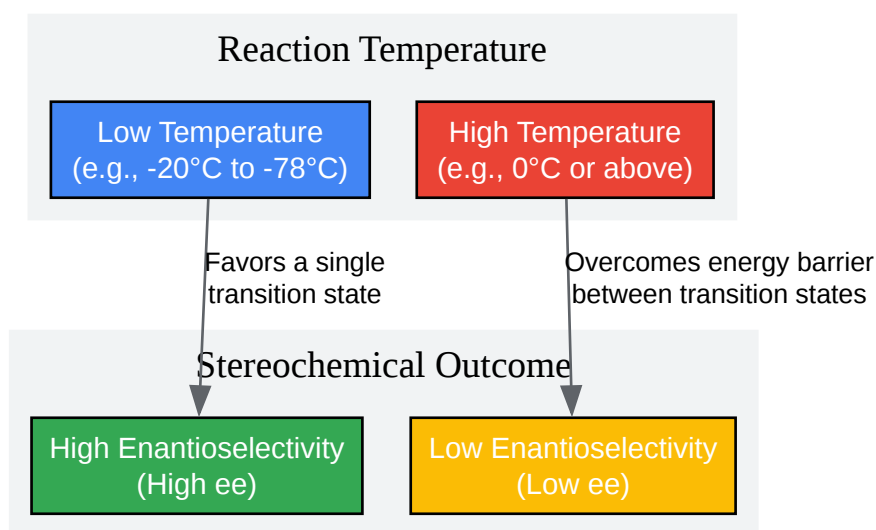 Reaction Temperature
Low Temperature
(e.g., -20°C to -78°C)
High Temperature
(e.g., 0°C or above)
Favors a single
transition state
Overcomes energy barrier
between transition states
Stereochemical Outcome
High Enantioselectivity
(High ee)
Low Enantioselectivity
(Low ee)